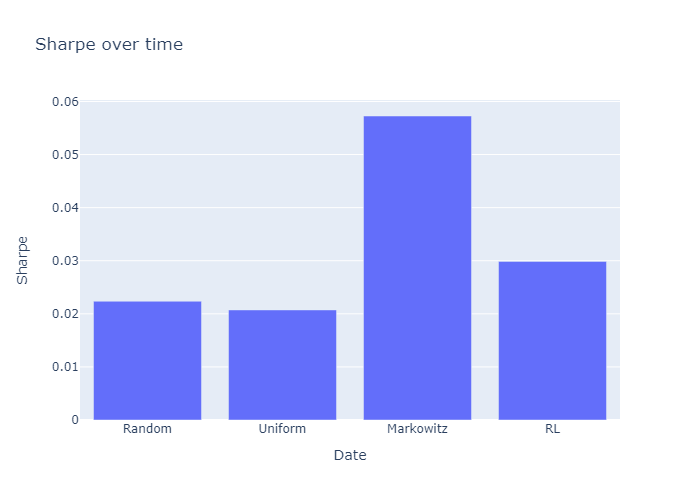 Sharpe over time
0.06
0.05
0.04
0.03
0.02
0.01
0
Sharpe
Random
Uniform
Markowitz
RL
Date